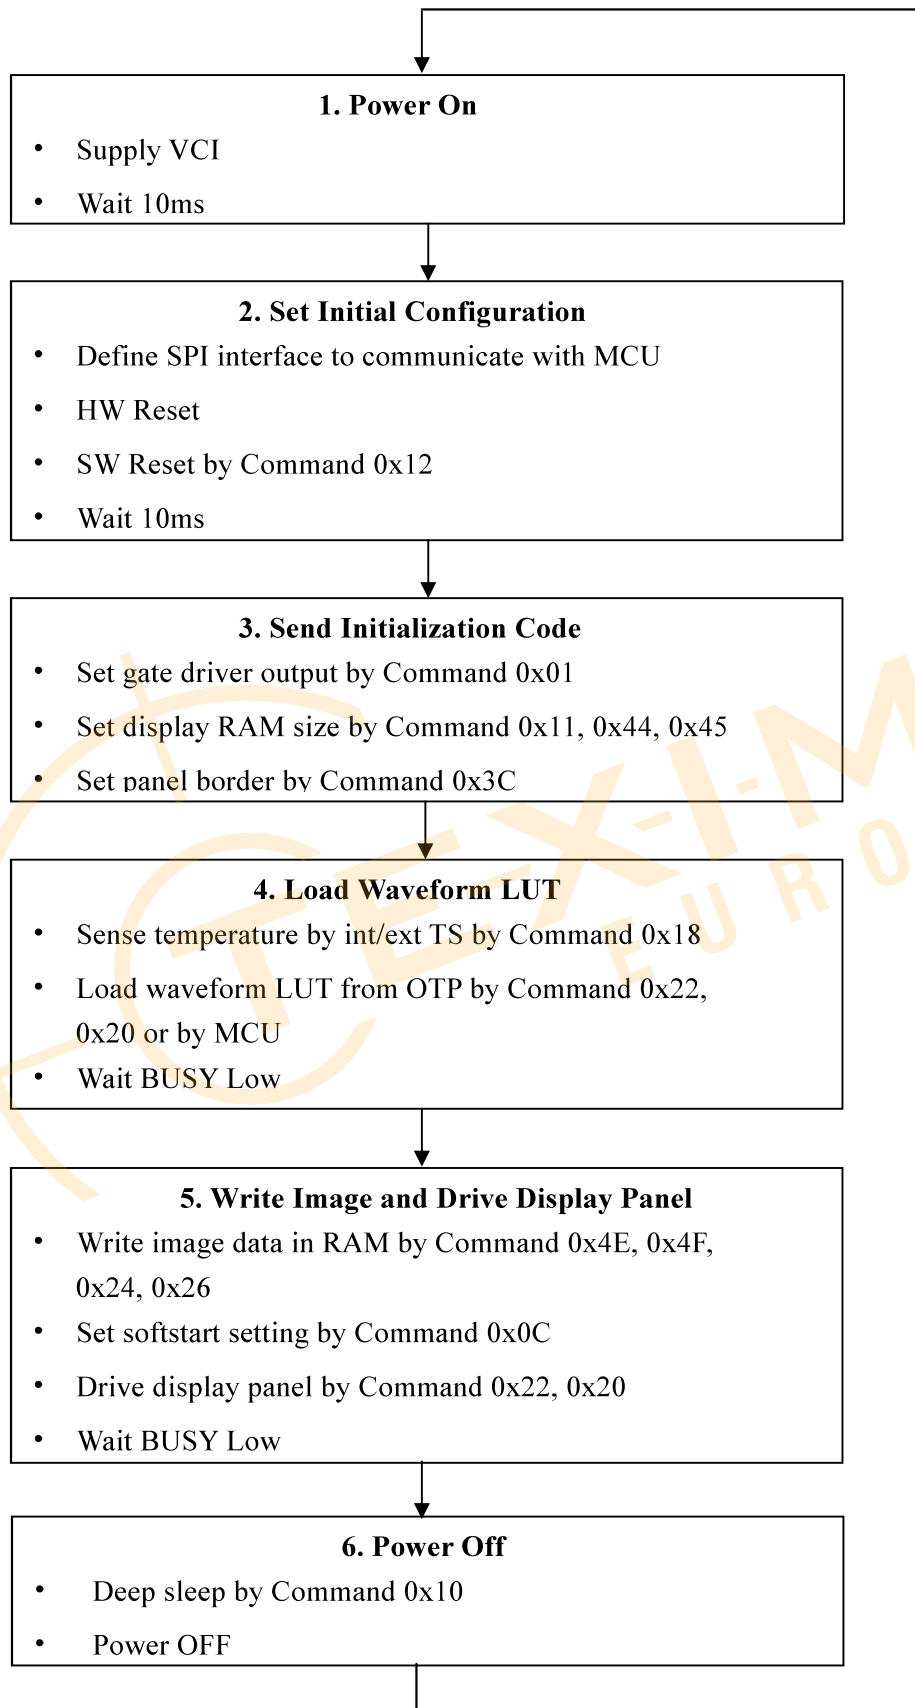 1. Power On
• Supply VCI
• Wait 10ms
2. Set Initial Configuration
• Define SPI interface to communicate with MCU
• HW Reset
• SW Reset by Command 0x12
• Wait 10ms
3. Send Initialization Code
• Set gate driver output by Command 0x01
• Set display RAM size by Command 0x11, 0x44, 0x45
• Set panel border by Command 0x3C
4. Load Waveform LUT
• Sense temperature by int/ext TS by Command 0x18
• Load waveform LUT from OTP by Command 0x22,
0x20 or by MCU
• Wait BUSY Low
5. Write Image and Drive Display Panel
• Write image data in RAM by Command 0x4E, 0x4F,
0x24, 0x26
• Set softstart setting by Command 0x0C
• Drive display panel by Command 0x22, 0x20
• Wait BUSY Low
6. Power Off
• Deep sleep by Command 0x10
• Power OFF
TEXIM
EURO